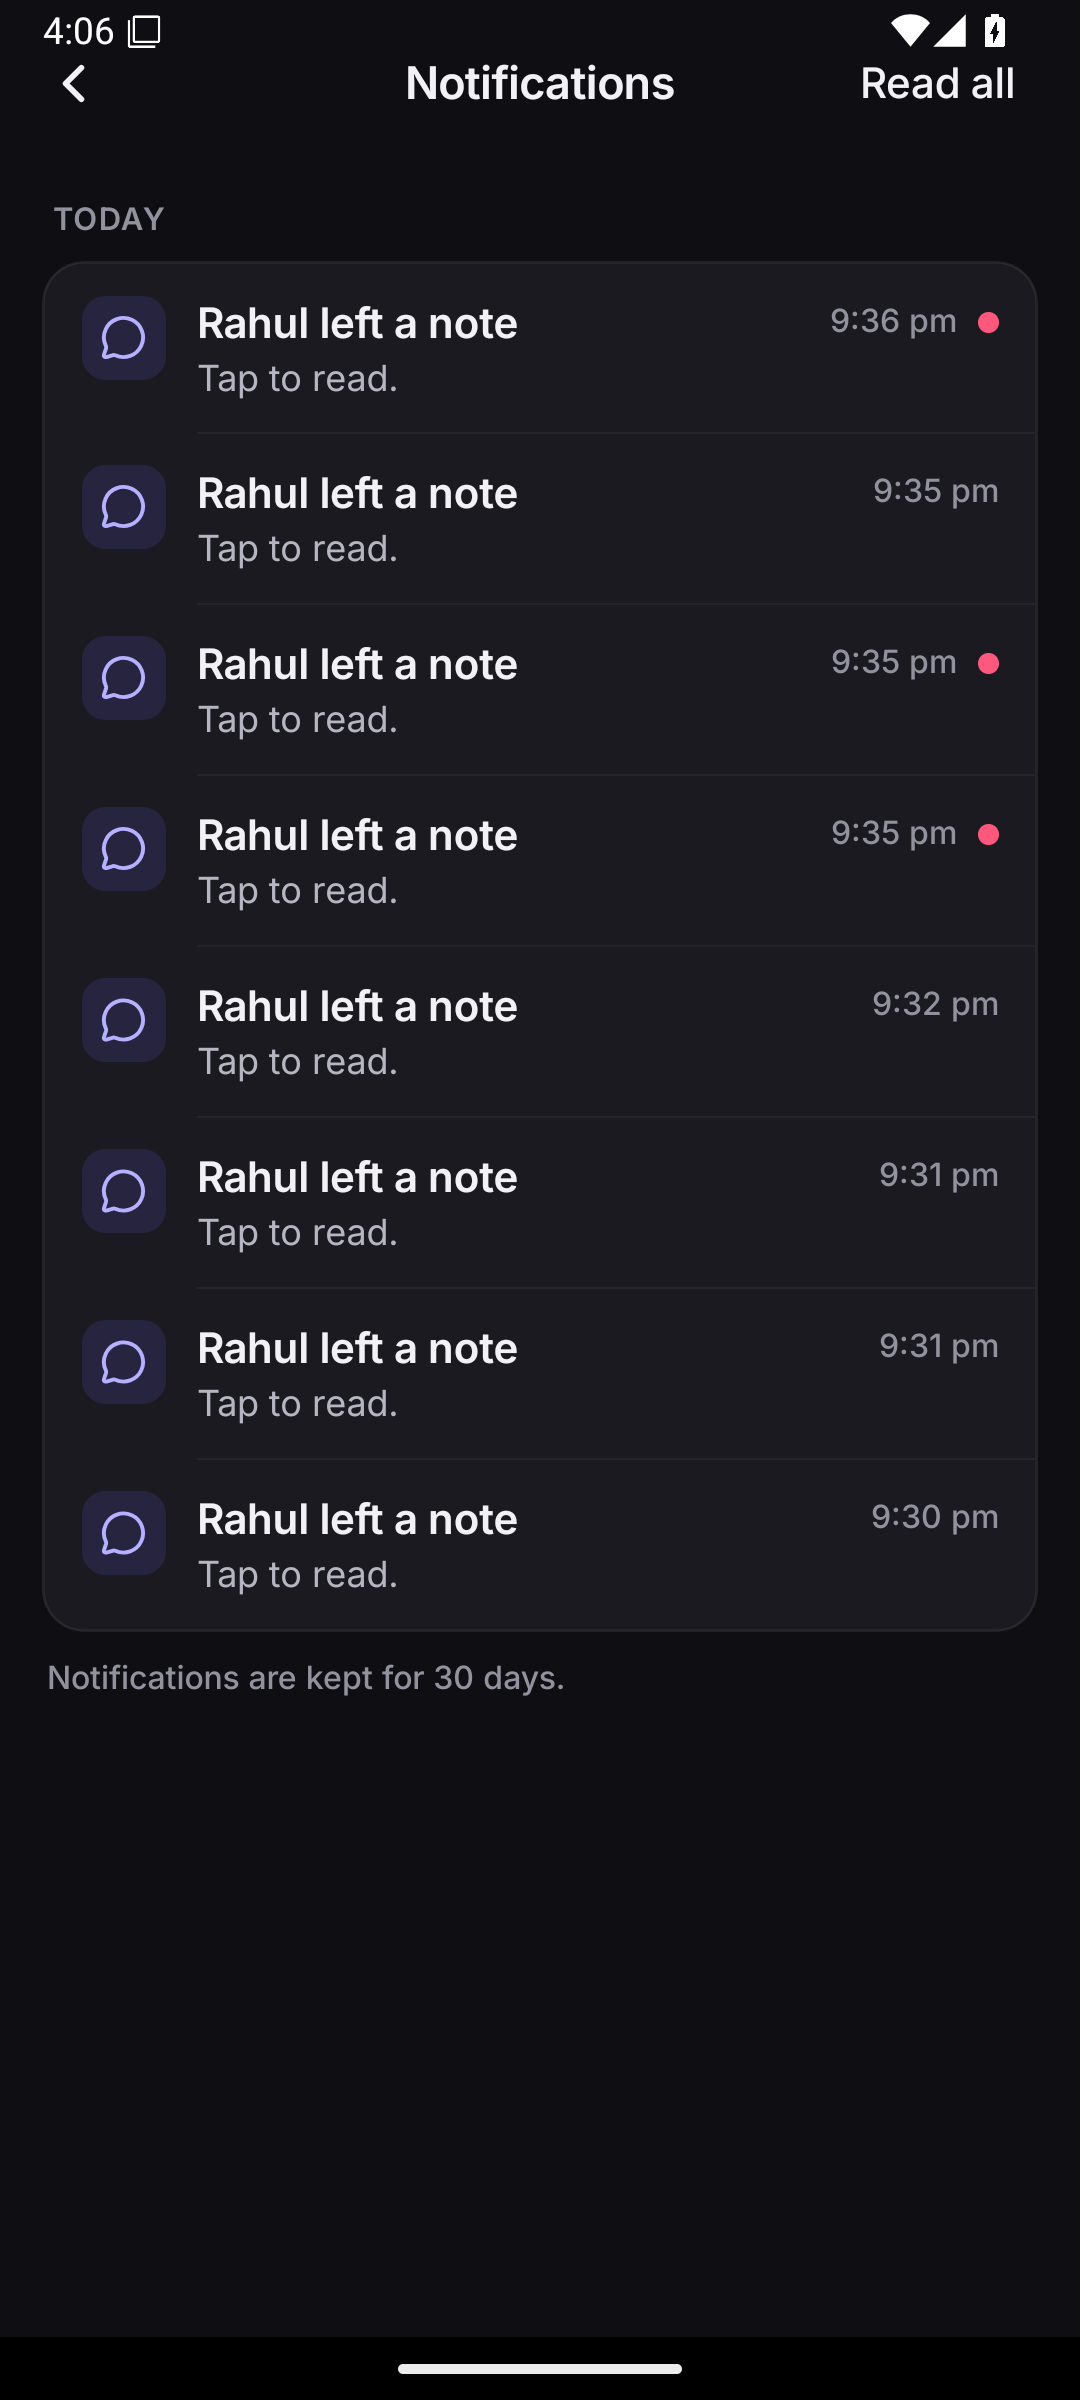 4:06
Notifications
Read all
TODAY
Rahul left a note
9:36 pm
Tap to read.
Rahul left a note
9:35 pm
Tap to read.
Rahul left a note
9:35 pm
Tap to read.
Rahul left a note
9:35 pm
Tap to read.
Rahul left a note
9:32 pm
Tap to read.
Rahul left a note
9:31 pm
Tap to read.
Rahul left a note
9:31 pm
Tap to read.
Rahul left a note
9:30 pm
Tap to read.
Notifications are kept for 30 days.